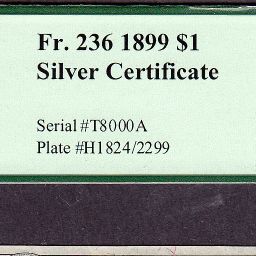 Fr. 236 1899 $1
Silver Certificate
Serial #T8000A
Plate #H1824/2299